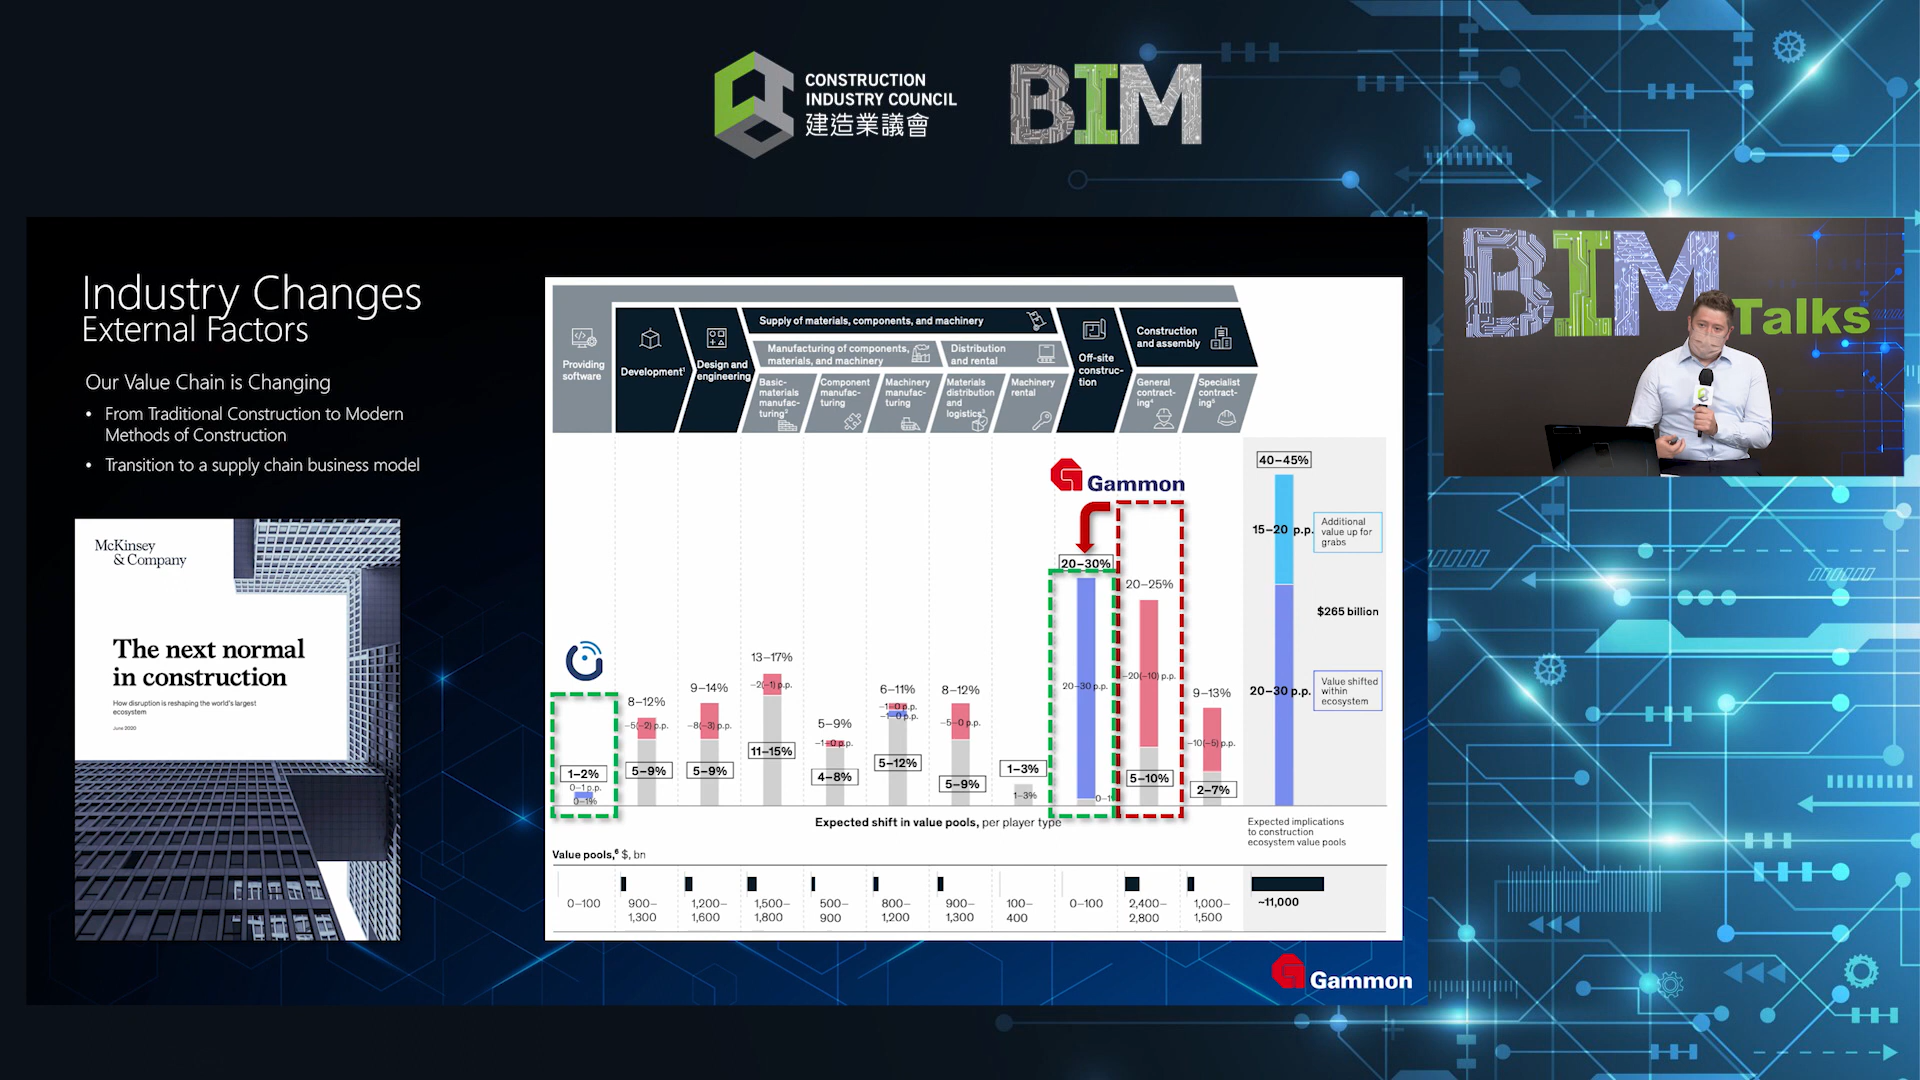 CONSTRUCTION
INDUSTRY COUNCIL
建造業議會
BIM
Industry Changes
External Factors
Our Value Chain is Changing
• From Traditional Construction to Modern
Methods of Construction
• Transition to a supply chain business model
McKinsey
& Company
The next normal
in construction
How disruption is reshaping the world's largest
ecosystem
June 2020
Providing
software
Development¹
Design and
engineering
Supply of materials, components, and machinery
Manufacturing of components,
materials, and machinery
Distribution
and rental
Basic-
materials
manufac-
turing²
Component
manufac-
turing
Machinery
manufac-
turing
Materials
distribution
and
logistics³
Machinery
rental
Off-site
construc-
tion
Construction
and assembly
General
contract-
ing⁴
Specialist
contract-
ing⁵
Gammon
1–2%
0–1 p.p.
0–1%
8–12%
–5(–2) p.p.
5–9%
9–14%
–8(–3) p.p.
5–9%
13–17%
–2(–1) p.p.
11–15%
5–9%
–1–0 p.p.
4–8%
6–11%
–1–0 p.p.
–1–0 p.p.
5–12%
8–12%
–5–0 p.p.
5–9%
1–3%
1–3%
20–30%
20–30 p.p.
20–25%
–20(–10) p.p.
5–10%
9–13%
–10(–5) p.p.
2–7%
40–45%
15–20 p.p.
Additional
value up for
grabs
$265 billion
20–30 p.p.
Value shifted
within
ecosystem
Expected shift in value pools, per player type
Expected implications
to construction
ecosystem value pools
Value pools,⁶ $, bn
0–100
900–
1,300
1,200–
1,600
1,500–
1,800
500–
900
800–
1,200
900–
1,300
100–
400
0–100
2,400–
2,800
1,000–
1,500
~11,000
Gammon
BIM
Talks